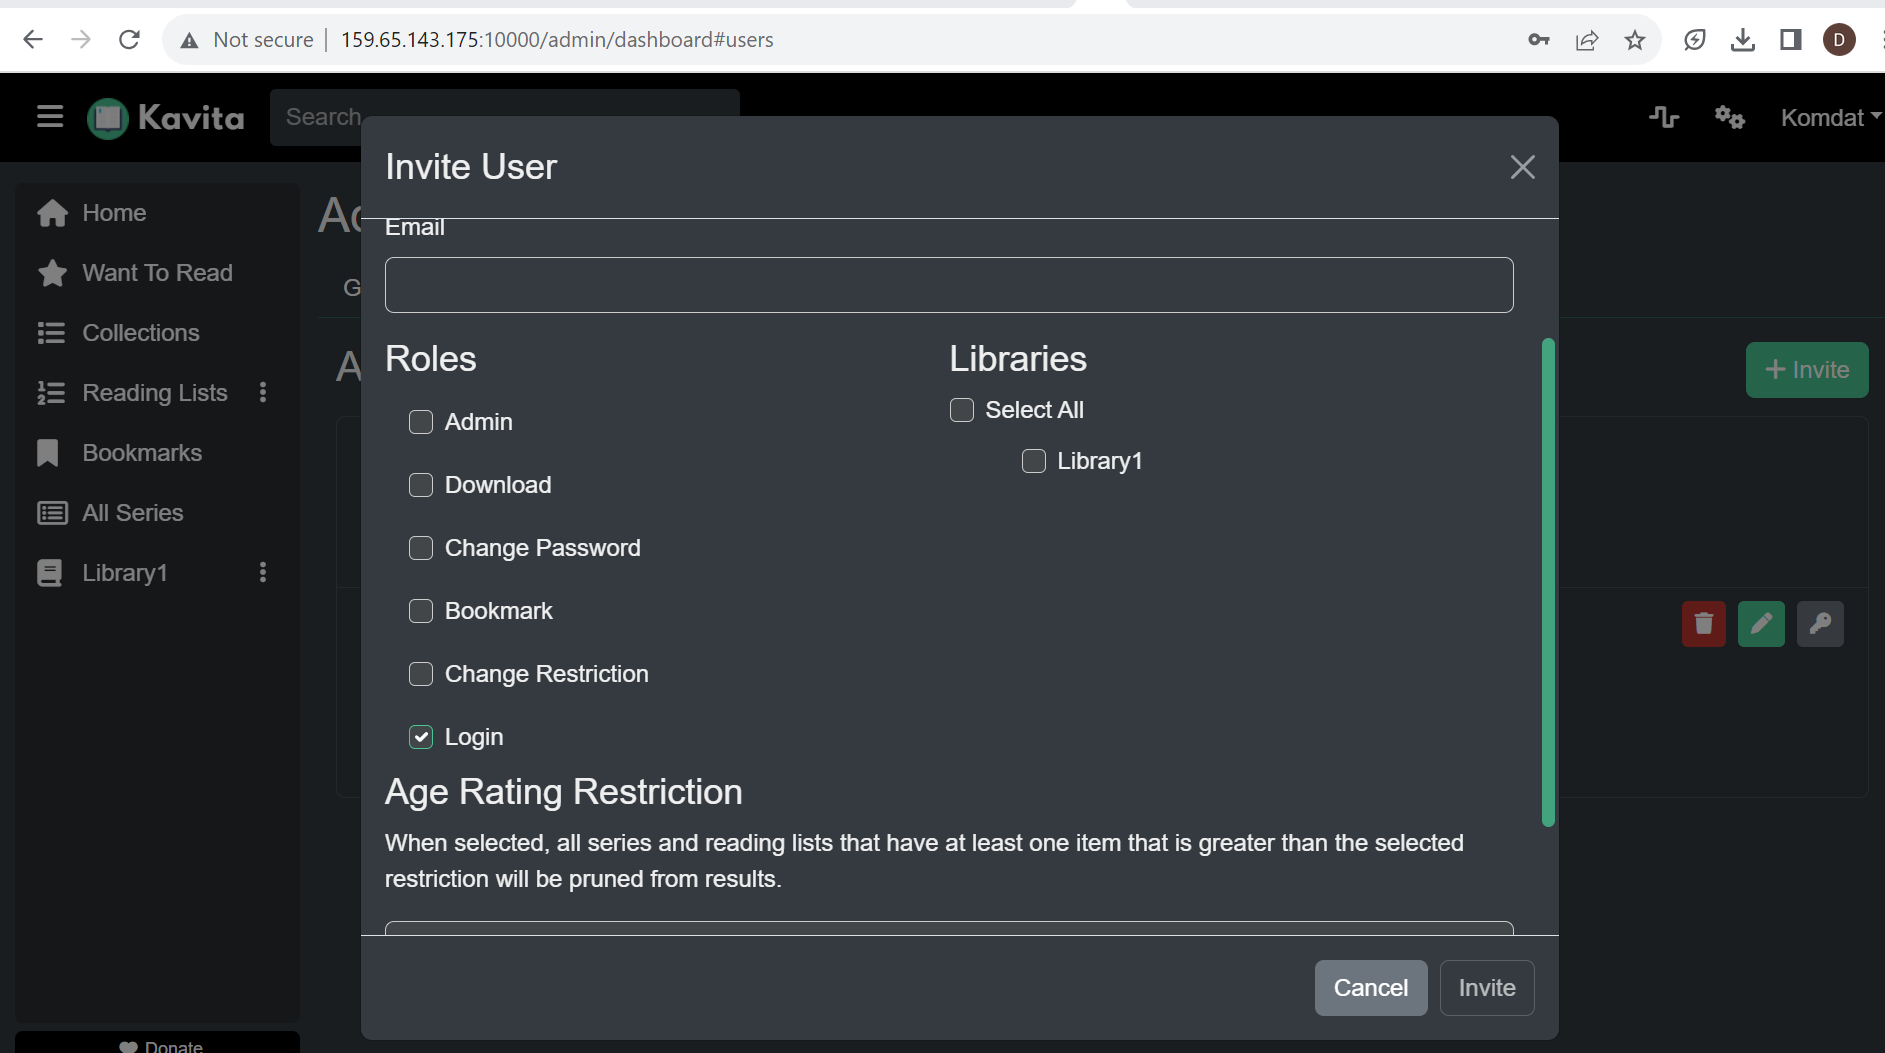 Not secure
159.65.143.175:10000/admin/dashboard#users
D
Kavita
Search
Komdat
Home
Want To Read
Collections
Reading Lists
Bookmarks
All Series
Library1
Donate
+ Invite
Invite User
Email
Roles
Admin
Download
Change Password
Bookmark
Change Restriction
Login
Libraries
Select All
Library1
Age Rating Restriction
When selected, all series and reading lists that have at least one item that is greater than the selected
restriction will be pruned from results.
Cancel
Invite